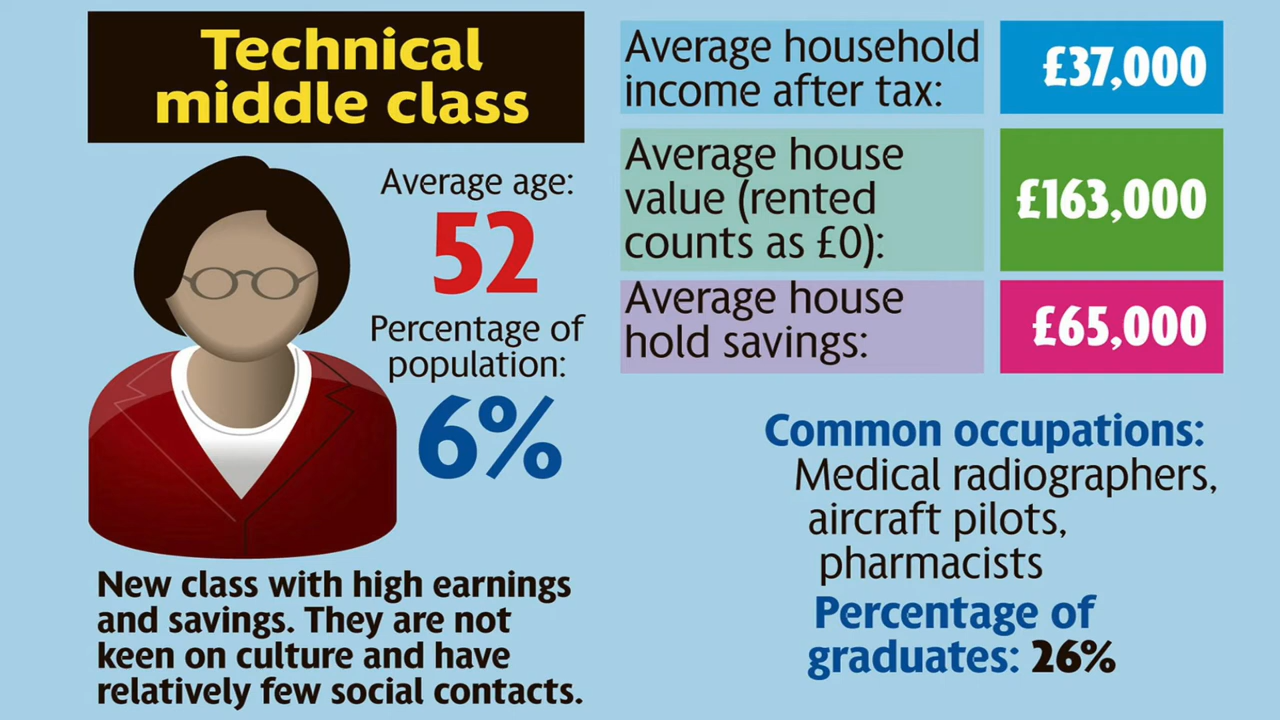 Technical
middle class
Average age:
52
Percentage of
population:
6%
New class with high earnings
and savings. They are not
keen on culture and have
relatively few social contacts.
Average household
income after tax:
£37,000
Average house
value (rented
counts as £0):
£163,000
Average house
hold savings:
£65,000
Common occupations:
Medical radiographers,
aircraft pilots,
pharmacists
Percentage of
graduates: 26%